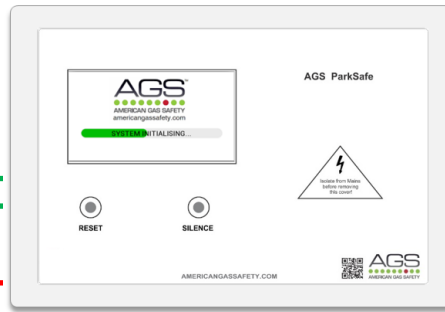 AGS
AMERICAN GAS SAFETY
americangassafety.com
SYSTEM INITIALISING...
AGS ParkSafe
Isolate from Mains
before removing
this cover!
RESET
SILENCE
AMERICANGASSAFETY.COM
AGS
AMERICAN GAS SAFETY